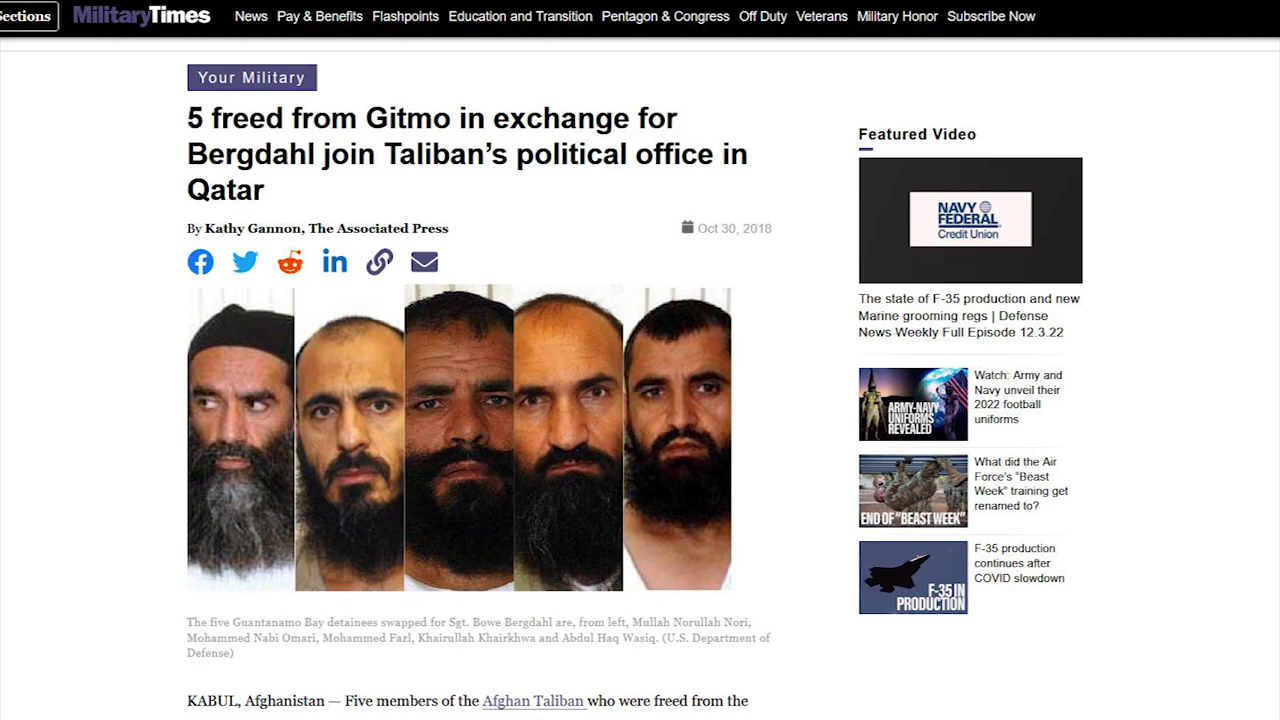 Sections
MilitaryTimes
News Pay & Benefits Flashpoints Education and Transition Pentagon & Congress Off Duty Veterans Military Honor Subscribe Now
Your Military
5 freed from Gitmo in exchange for
Bergdahl join Taliban's political office in
Qatar
By Kathy Gannon, The Associated Press
Oct 30, 2018
The five Guantanamo Bay detainees swapped for Sgt. Bowe Bergdahl are, from left, Mullah Norullah Nori,
Mohammed Nabi Omari, Mohammed Fazl, Khairullah Khairkhwa and Abdul Haq Wasiq. (U.S. Department of
Defense)
KABUL, Afghanistan — Five members of the Afghan Taliban who were freed from the
Featured Video
NAVY
FEDERAL
Credit Union
The state of F-35 production and new
Marine grooming regs | Defense
News Weekly Full Episode 12.3.22
ARMY-NAVY
UNIFORMS
REVEALED
Watch: Army and
Navy unveil their
2022 football
uniforms
END OF "BEAST WEEK"
What did the Air
Force's "Beast
Week" training get
renamed to?
F-35 IN
PRODUCTION
F-35 production
continues after
COVID slowdown